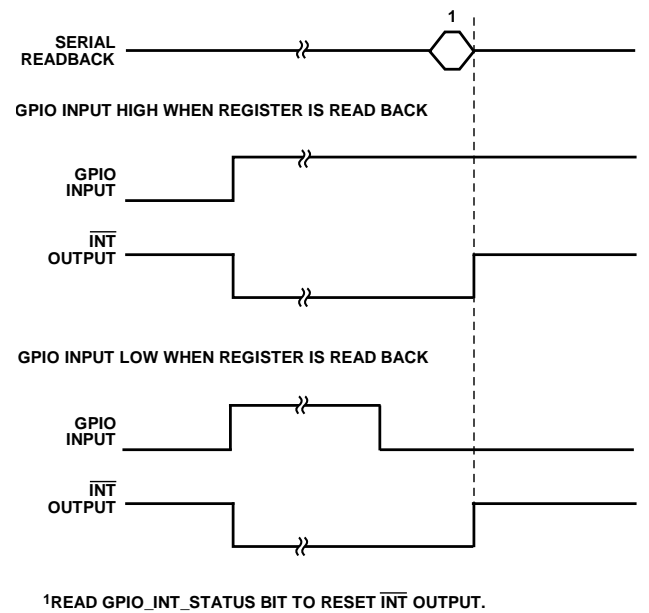 1
SERIAL
READBACK
GPIO INPUT HIGH WHEN REGISTER IS READ BACK
GPIO
INPUT
INT
OUTPUT
GPIO INPUT LOW WHEN REGISTER IS READ BACK
GPIO
INPUT
INT
OUTPUT
1READ GPIO_INT_STATUS BIT TO RESET INT OUTPUT.